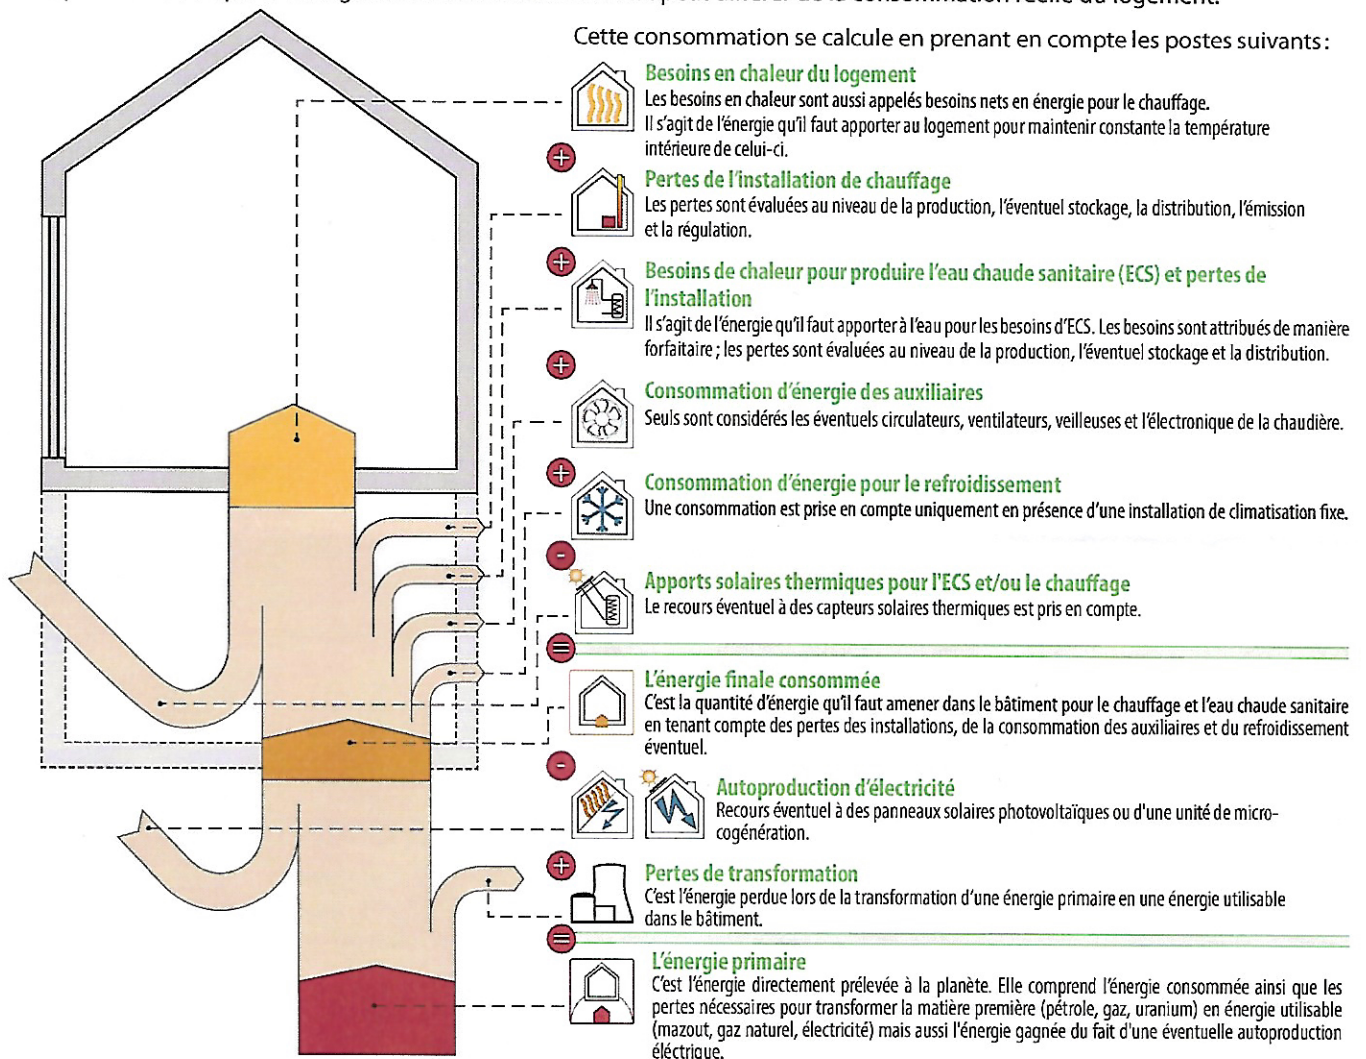 Cette consommation se calcule en prenant en compte les postes suivants :
Besoins en chaleur du logement
Les besoins en chaleur sont aussi appelés besoins nets en énergie pour le chauffage.
Il s'agit de l'énergie qu'il faut apporter au logement pour maintenir constante la température
intérieure de celui-ci.
+
Pertes de l'installation de chauffage
Les pertes sont évaluées au niveau de la production, l'éventuel stockage, la distribution, l'émission
et la régulation.
+
Besoins de chaleur pour produire l'eau chaude sanitaire (ECS) et pertes de
l'installation
Il s'agit de l'énergie qu'il faut apporter à l'eau pour les besoins d'ECS. Les besoins sont attribués de manière
forfaitaire ; les pertes sont évaluées au niveau de la production, l'éventuel stockage et la distribution.
+
Consommation d'énergie des auxiliaires
Seuls sont considérés les éventuels circulateurs, ventilateurs, veilleuses et l'électronique de la chaudière.
+
Consommation d'énergie pour le refroidissement
Une consommation est prise en compte uniquement en présence d'une installation de climatisation fixe.
-
Apports solaires thermiques pour l'ECS et/ou le chauffage
Le recours éventuel à des capteurs solaires thermiques est pris en compte.
=
L'énergie finale consommée
C'est la quantité d'énergie qu'il faut amener dans le bâtiment pour le chauffage et l'eau chaude sanitaire
en tenant compte des pertes des installations, de la consommation des auxiliaires et du refroidissement
éventuel.
-
Autoproduction d'électricité
Recours éventuel à des panneaux solaires photovoltaïques ou d'une unité de micro-
cogénération.
+
Pertes de transformation
C'est l'énergie perdue lors de la transformation d'une énergie primaire en une énergie utilisable
dans le bâtiment.
=
L'énergie primaire
C'est l'énergie directement prélevée à la planète. Elle comprend l'énergie consommée ainsi que les
pertes nécessaires pour transformer la matière première (pétrole, gaz, uranium) en énergie utilisable
(mazout, gaz naturel, électricité) mais aussi l'énergie gagnée du fait d'une éventuelle autoproduction
éléctrique.